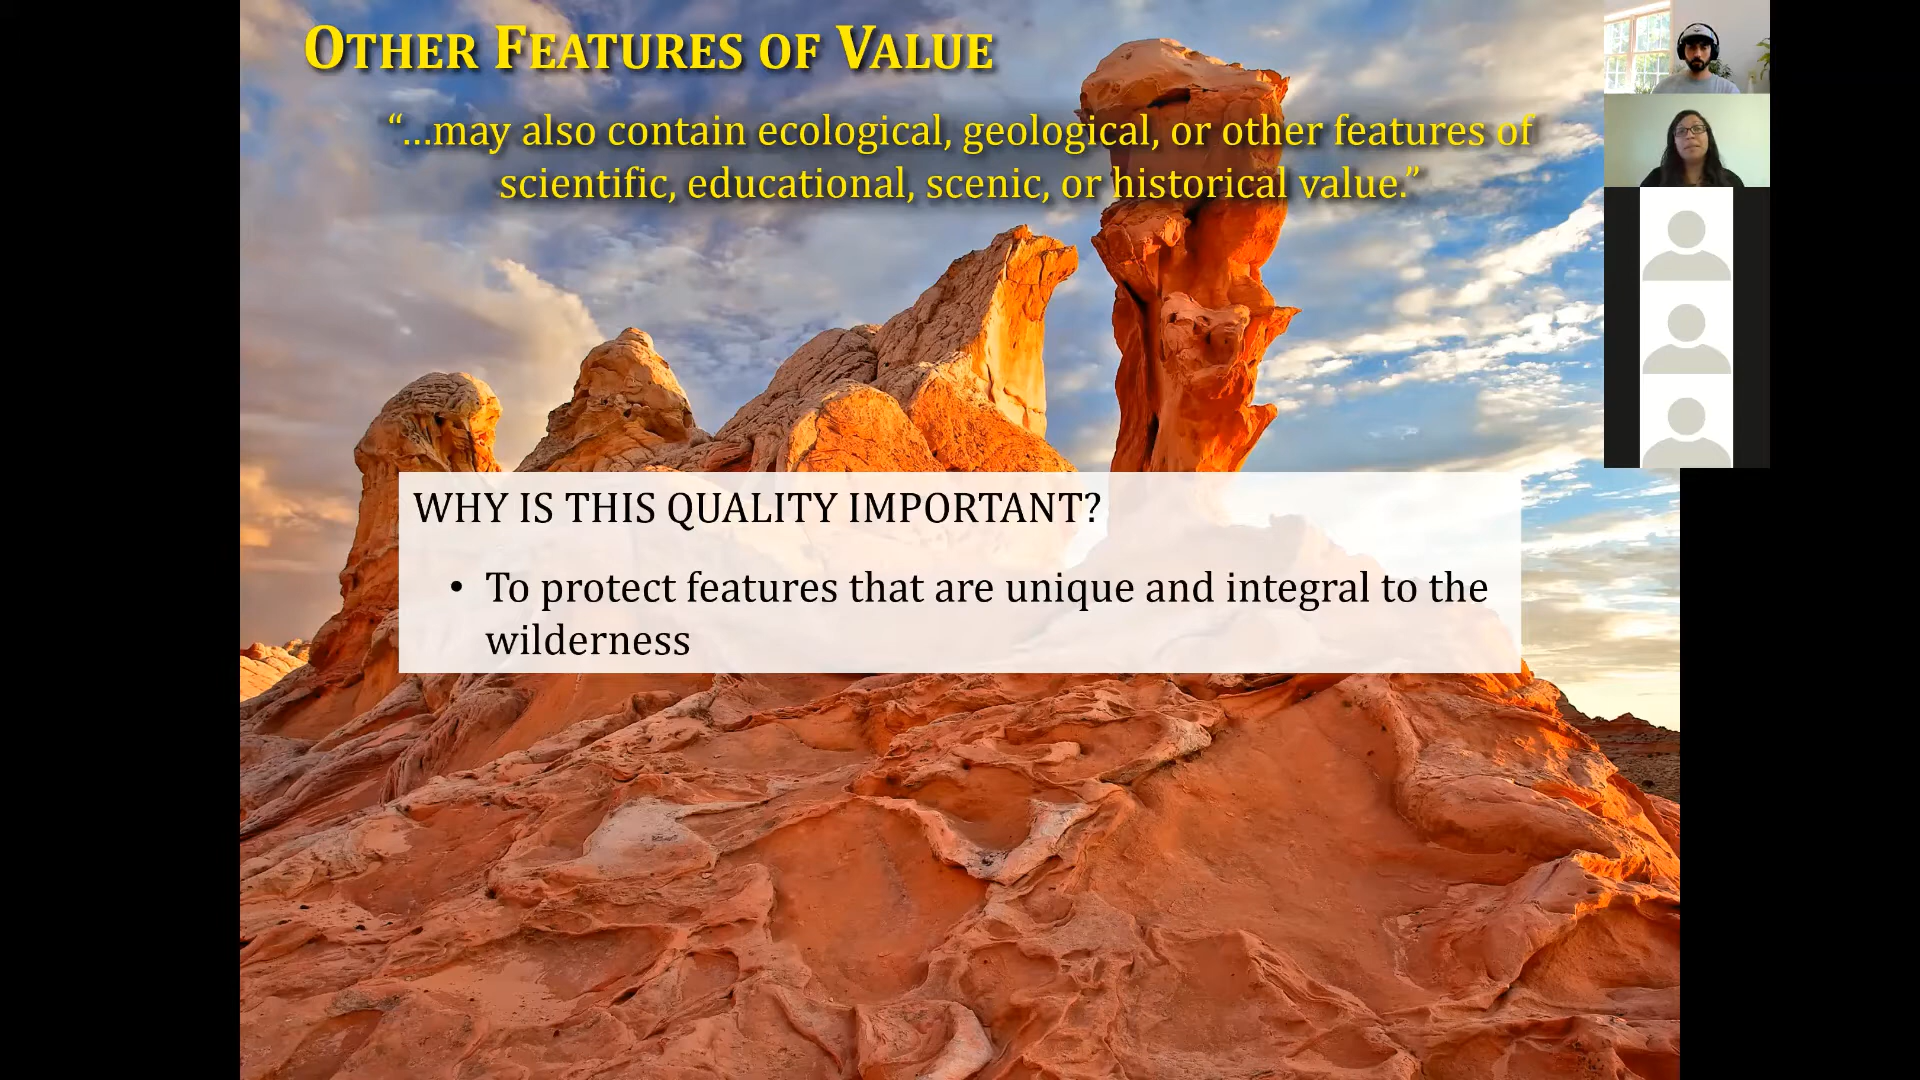 OTHER FEATURES OF VALUE
“…may also contain ecological, geological, or other features of
scientific, educational, scenic, or historical value.”
WHY IS THIS QUALITY IMPORTANT?
• To protect features that are unique and integral to the
wilderness